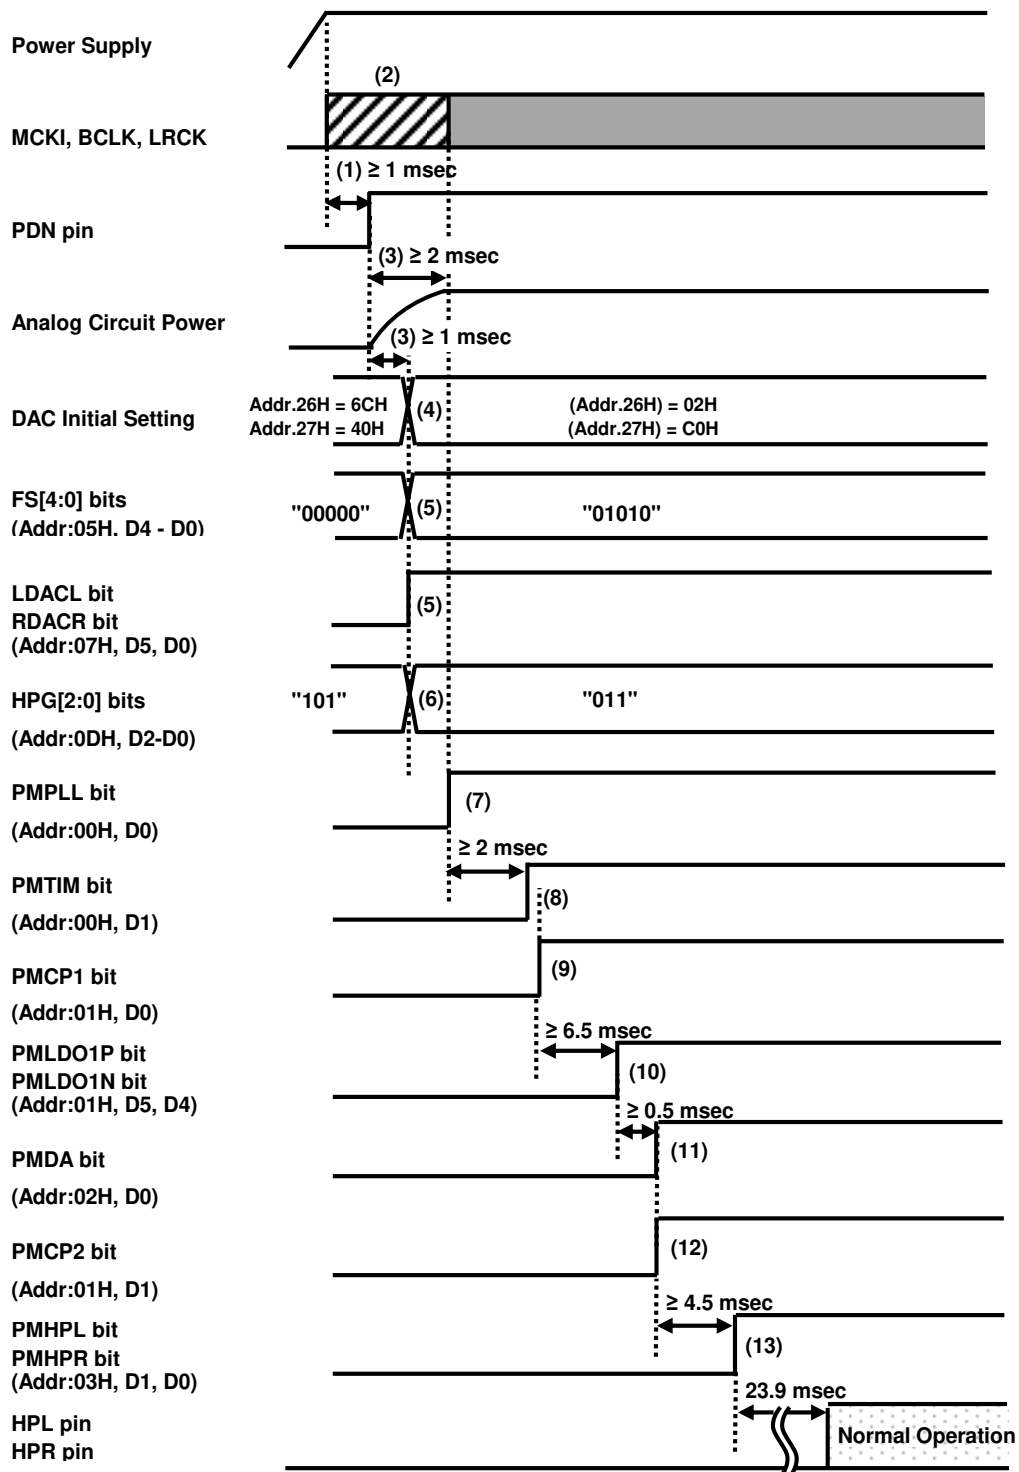 Power Supply
(2)
MCKI, BCLK, LRCK
(1) ≥ 1 msec
PDN pin
(3) ≥ 2 msec
Analog Circuit Power
(3) ≥ 1 msec
DAC Initial Setting
Addr.26H = 6CH
Addr.27H = 40H
(4)
(Addr.26H) = 02H
(Addr.27H) = C0H
FS[4:0] bits
(Addr:05H, D4 - D0)
"00000"
(5)
"01010"
LDACL bit
RDACR bit
(Addr:07H, D5, D0)
(5)
HPG[2:0] bits
(Addr:0DH, D2-D0)
"101"
(6)
"011"
PMPLL bit
(Addr:00H, D0)
(7)
≥ 2 msec
PMTIM bit
(Addr:00H, D1)
(8)
PMCP1 bit
(Addr:01H, D0)
(9)
≥ 6.5 msec
PMLDO1P bit
PMLDO1N bit
(Addr:01H, D5, D4)
(10)
≥ 0.5 msec
PMDA bit
(Addr:02H, D0)
(11)
PMCP2 bit
(Addr:01H, D1)
(12)
≥ 4.5 msec
PMHPL bit
PMHPR bit
(Addr:03H, D1, D0)
(13)
23.9 msec
HPL pin
HPR pin
Normal Operation